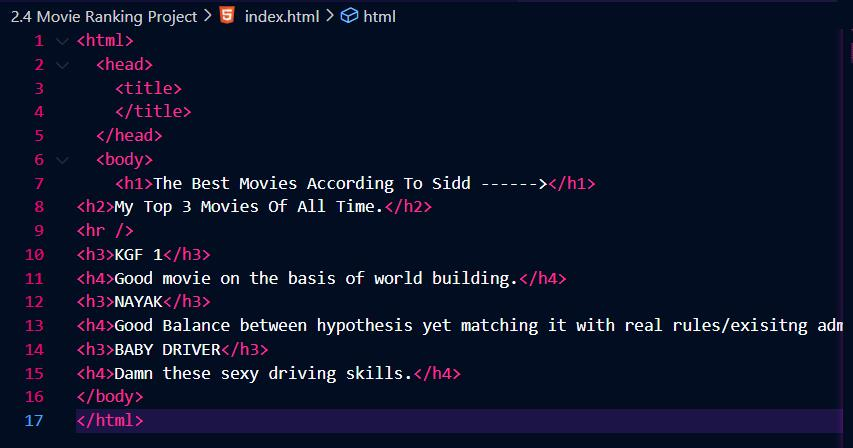 2.4 Movie Ranking Project > index.html > html
1 <html>
2 <head>
3 <title>
4 </title>
5 </head>
6 <body>
7 <h1>The Best Movies According To Sidd ------></h1>
8 <h2>My Top 3 Movies Of All Time.</h2>
9 <hr />
10 <h3>KGF 1</h3>
11 <h4>Good movie on the basis of world building.</h4>
12 <h3>NAYAK</h3>
13 <h4>Good Balance between hypothesis yet matching it with real rules/exisitng adm
14 <h3>BABY DRIVER</h3>
15 <h4>Damn these sexy driving skills.</h4>
16 </body>
17 </html>